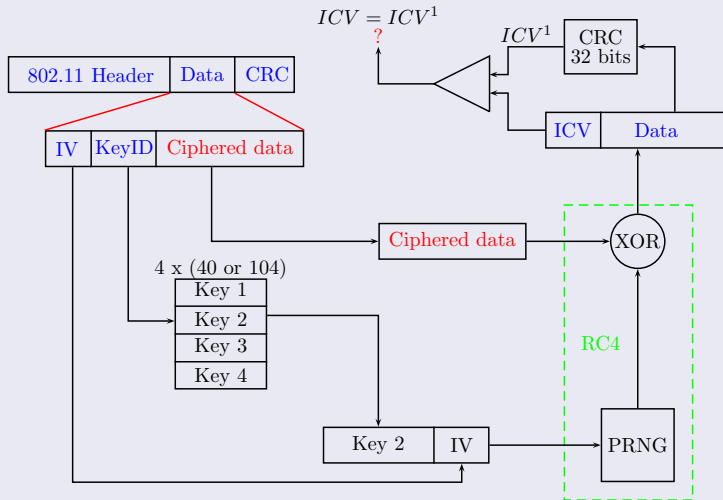 ICV = ICV¹
?
ICV¹
CRC
32 bits
802.11 Header
Data
CRC
ICV
Data
IV
KeyID
Ciphered data
Ciphered data
XOR
4 x (40 or 104)
Key 1
Key 2
Key 3
Key 4
RC4
Key 2
IV
PRNG